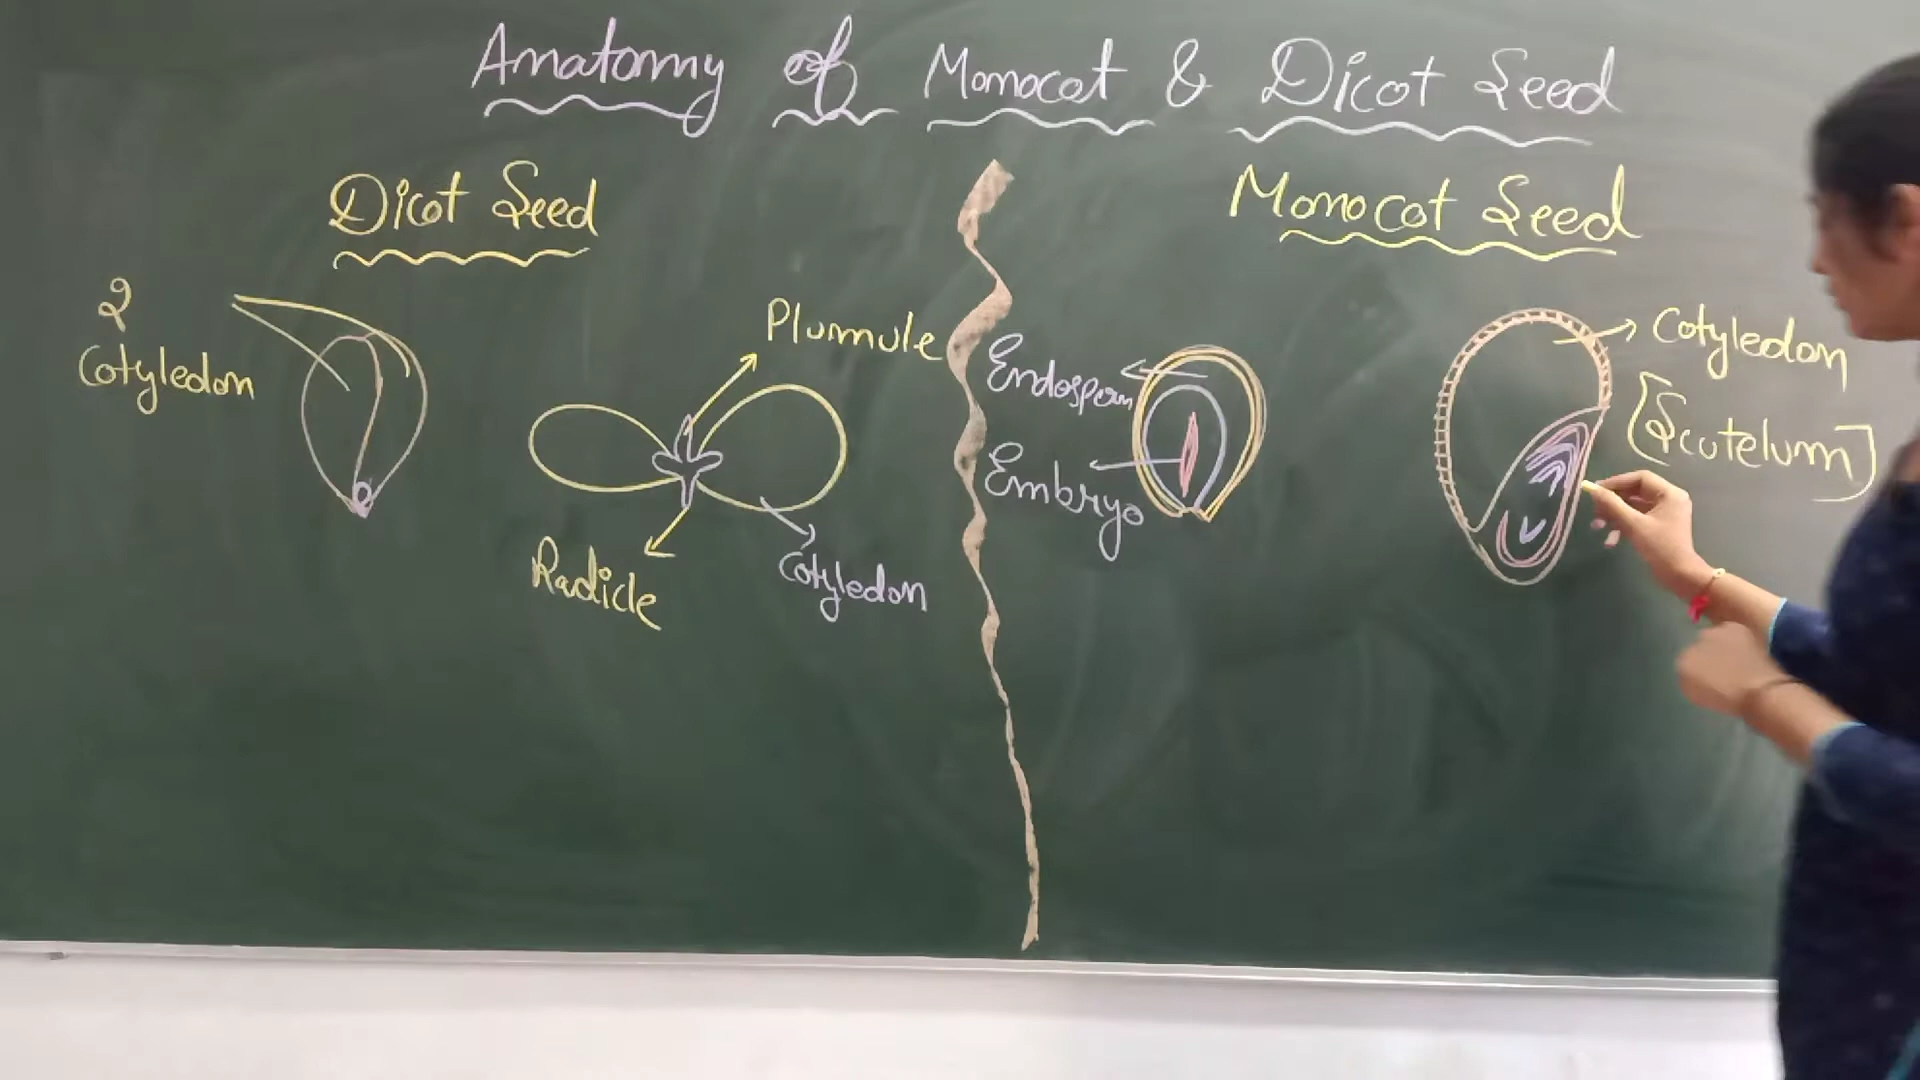 Anatomy of Monocot & Dicot Seed
Dicot Seed
2
Cotyledon
Plumule
Radicle
Cotyledon
Monocot Seed
Endosperm
Embryo
Cotyledon
[Scutelum]